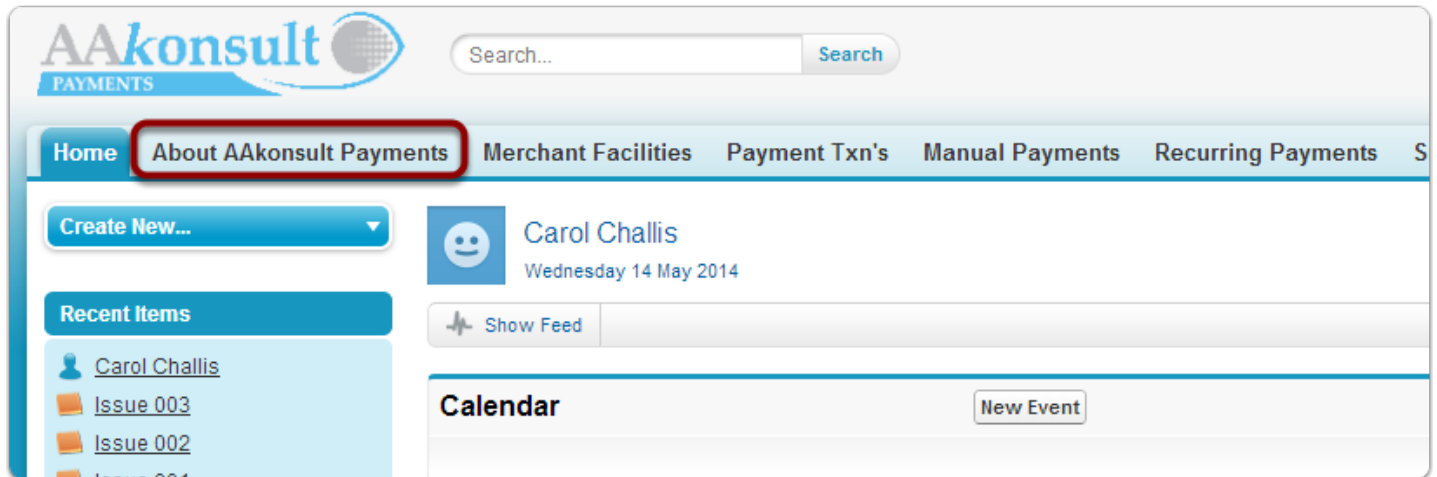 AAkonsult
PAYMENTS
Search...
Search
Home
About AAkonsult Payments
Merchant Facilities
Payment Txn's
Manual Payments
Recurring Payments
S
Create New...
Carol Challis
Wednesday 14 May 2014
Recent Items
Show Feed
Carol Challis
Issue 003
Issue 002
Calendar
New Event